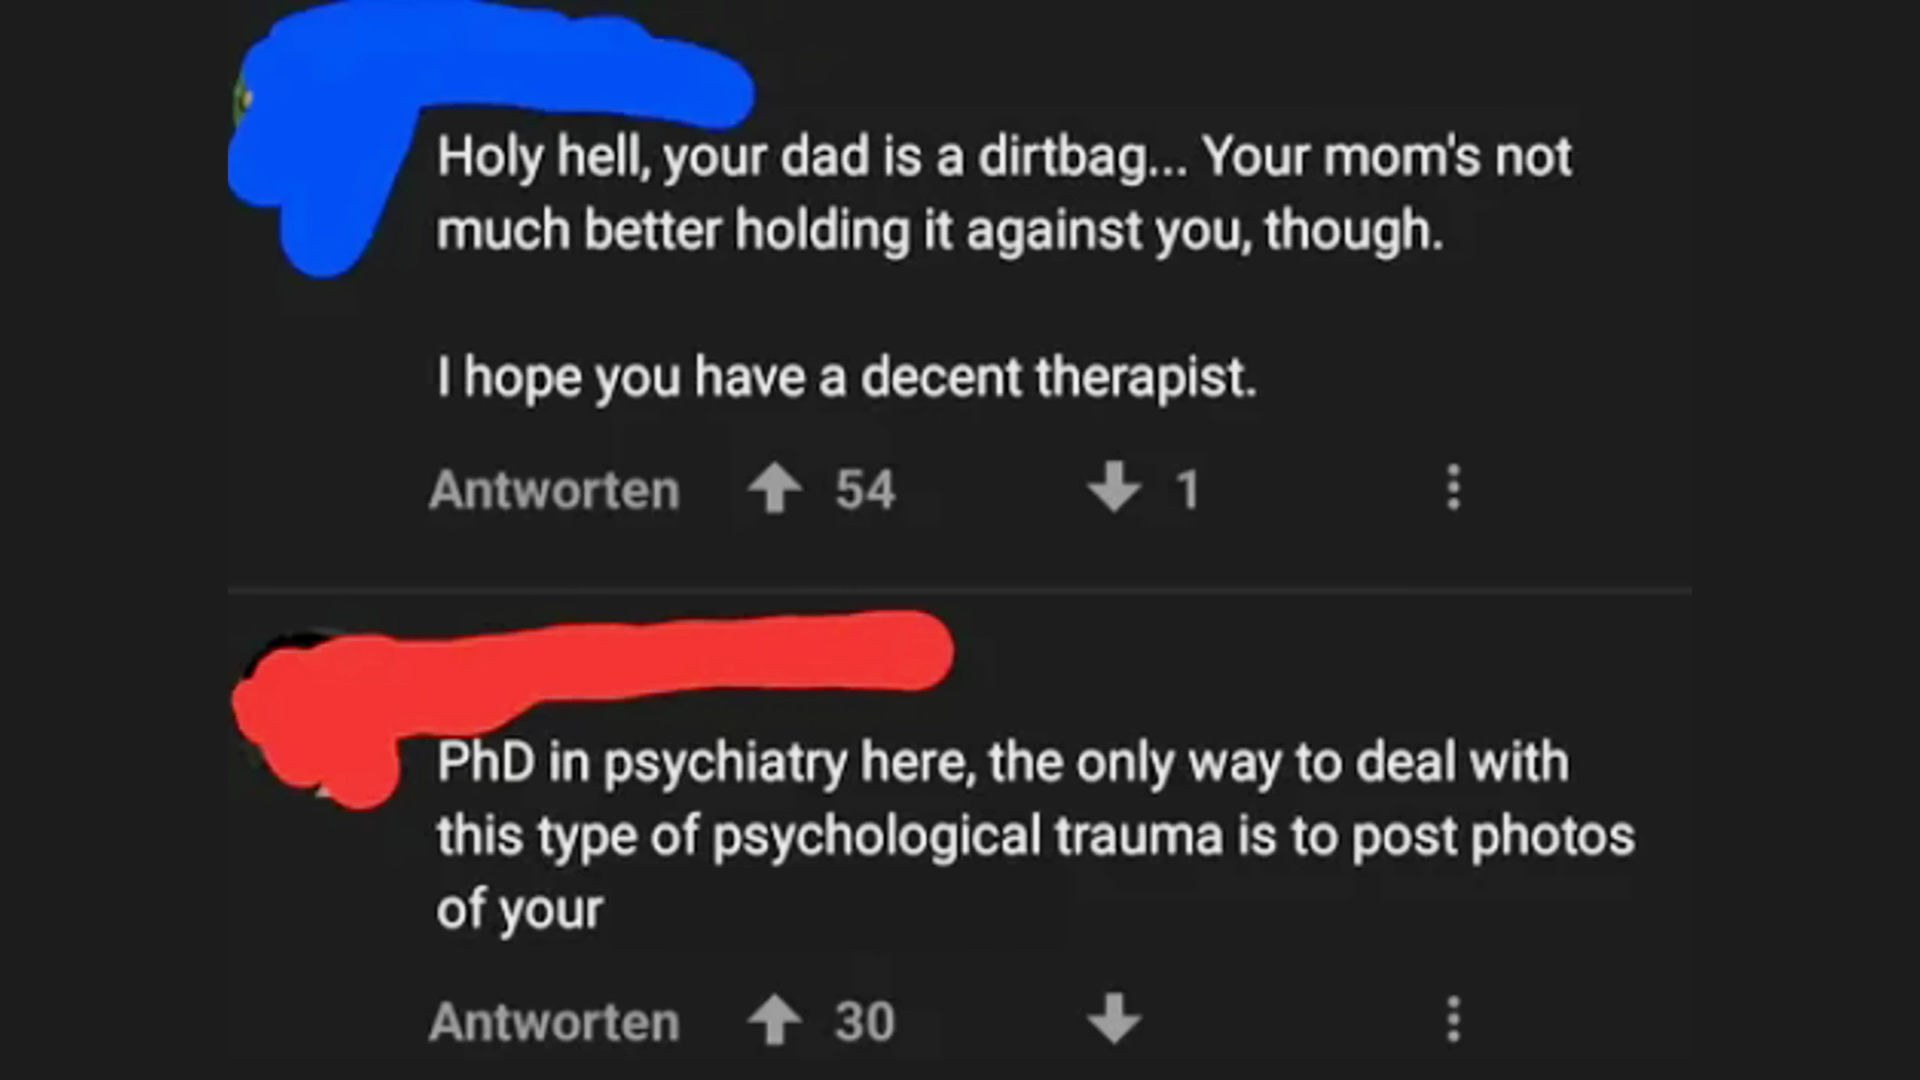 Holy hell, your dad is a dirtbag... Your mom's not
much better holding it against you, though.
I hope you have a decent therapist.
Antworten 54 1
PhD in psychiatry here, the only way to deal with
this type of psychological trauma is to post photos
of your
Antworten 30